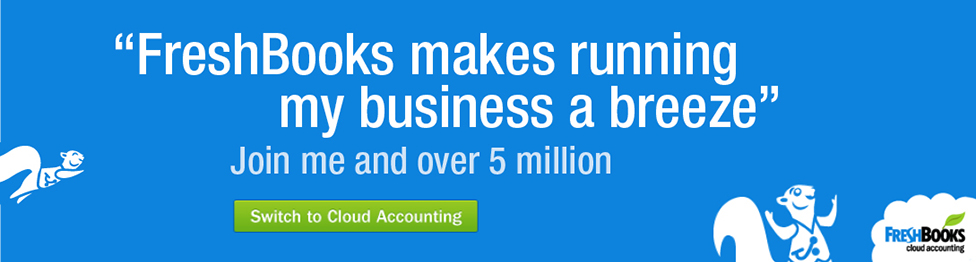 “FreshBooks makes running
my business a breeze”
Join me and over 5 million
Switch to Cloud Accounting
FRESHBOOKS
cloud accounting